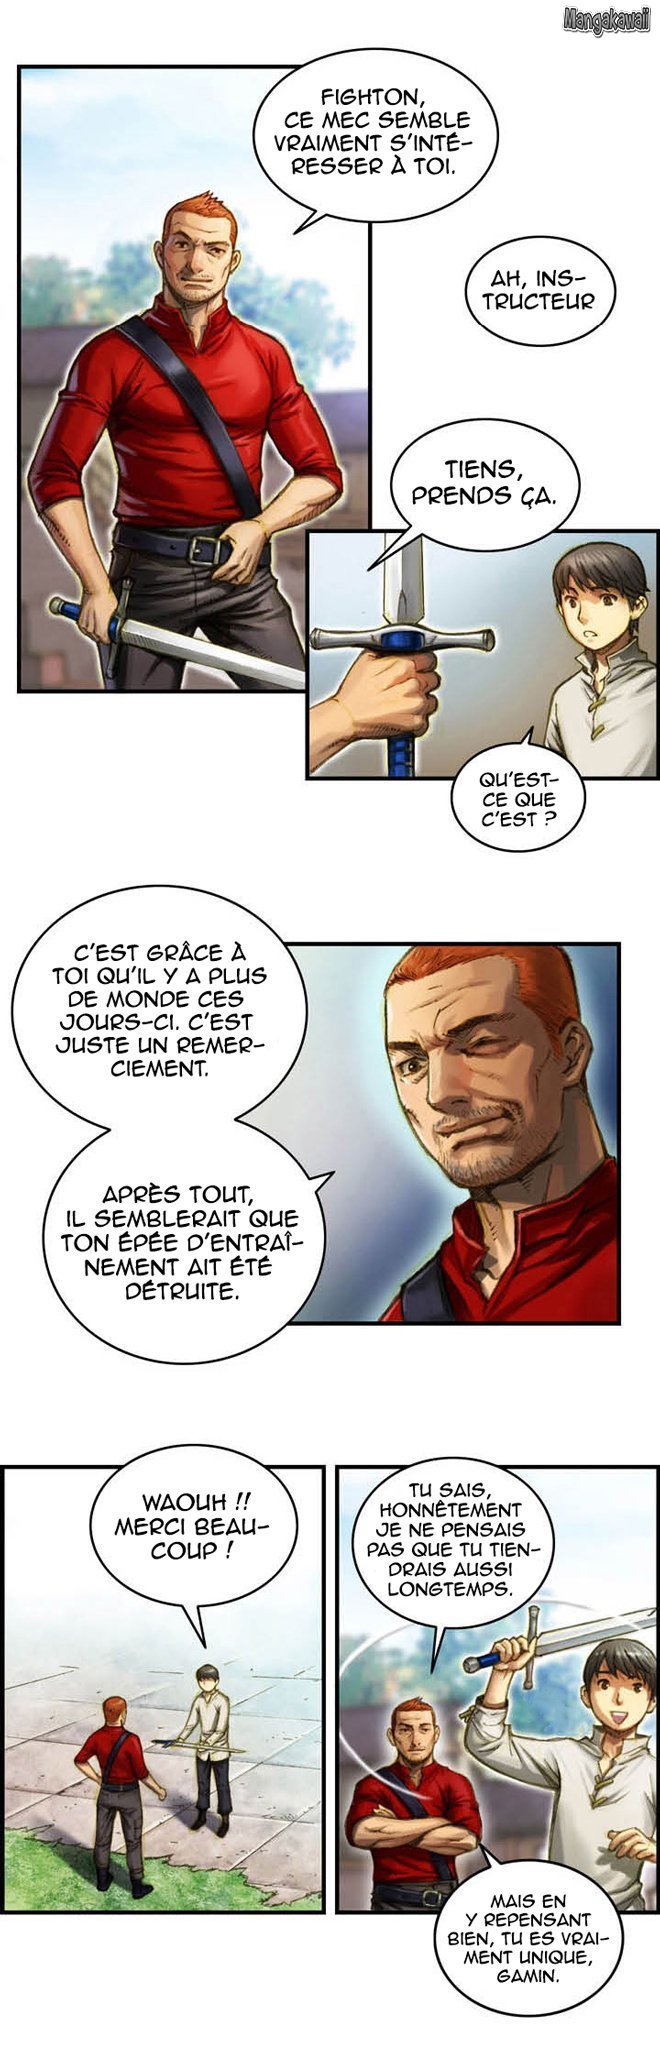 Mangakawaii
FIGHTON,
CE MEC SEMBLE
VRAIMENT S'INTÉ-
RESSER À TOI.
AH, INS-
TRUCTEUR
TIENS,
PRENDS ÇA.
QU'EST-
CE QUE
C'EST ?
C'EST GRÂCE À
TOI QU'IL Y A PLUS
DE MONDE CES
JOURS-CI. C'EST
JUSTE UN REMER-
CIEMENT.
APRÈS TOUT,
IL SEMBLERAIT QUE
TON ÉPÉE D'ENTRAÎ-
NEMENT AIT ÉTÉ
DÉTRUITE.
WAOUH !!
MERCI BEAU-
COUP !
TU SAIS,
HONNÊTEMENT
JE NE PENSAIS
PAS QUE TU TIEN-
DRAIS AUSSI
LONGTEMPS.
MAIS EN
Y REPENSANT
BIEN, TU ES VRAI-
MENT UNIQUE,
GAMIN.